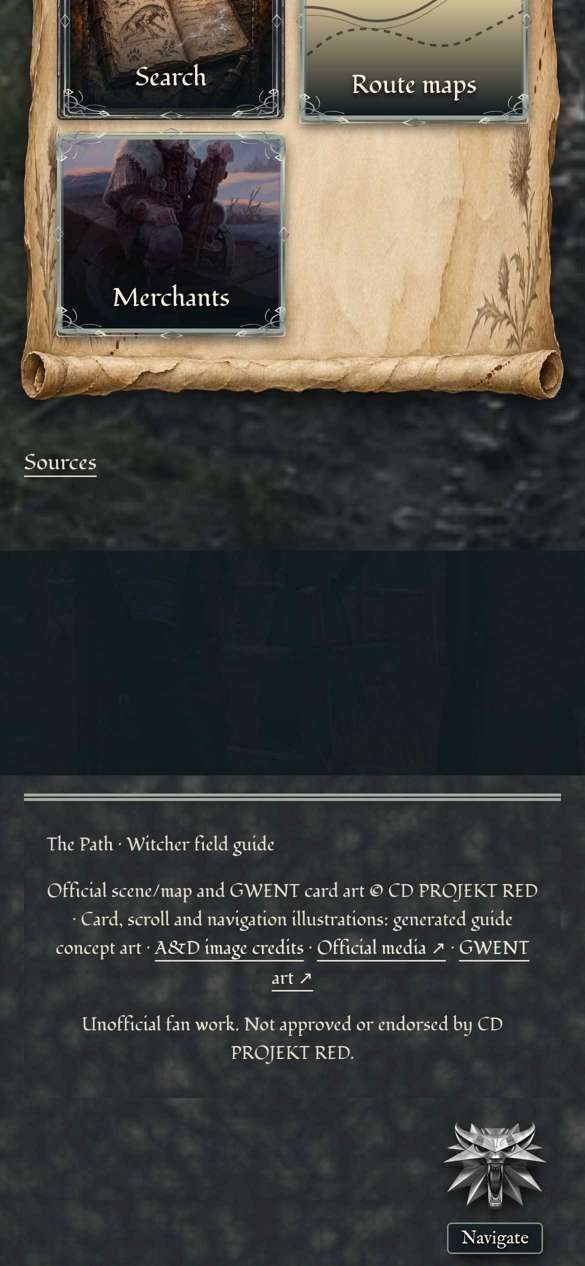 Search
Route maps
Merchants
Sources
The Path · Witcher field guide
Official scene/map and GWENT card art © CD PROJEKT RED
· Card, scroll and navigation illustrations: generated guide
concept art · A&D image credits · Official media ↗ · GWENT
art ↗
Unofficial fan work. Not approved or endorsed by CD
PROJEKT RED.
Navigate